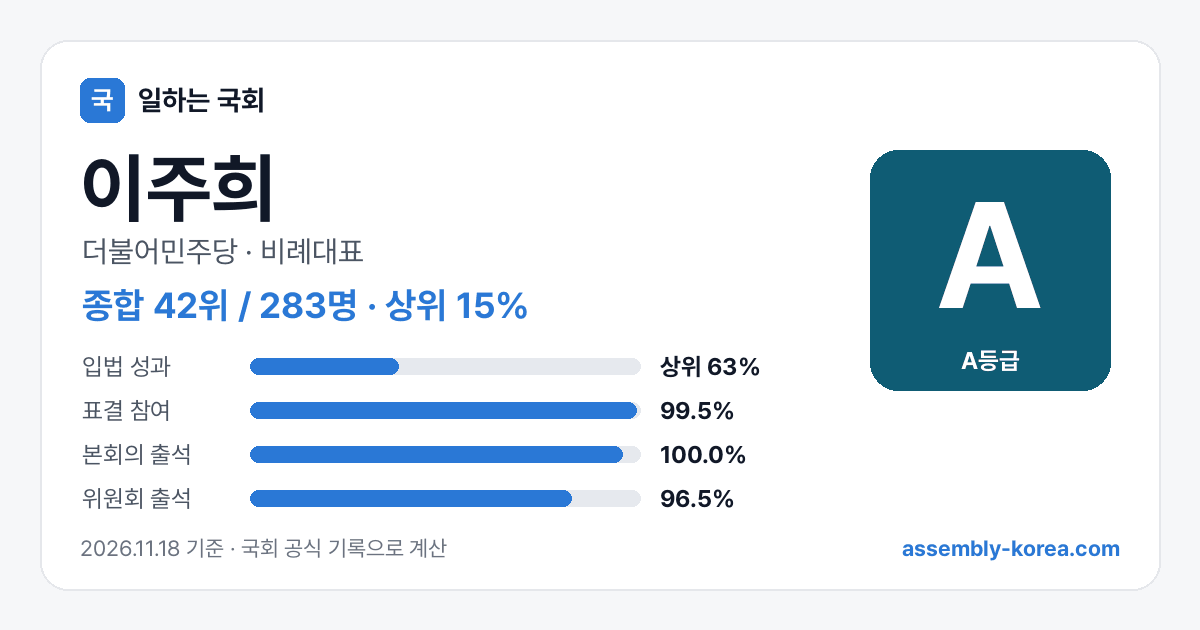 국 일하는 국회
이주희
더불어민주당 · 비례대표
종합 42위 / 283명 · 상위 15%
A
A등급
입법 성과 상위 63%
표결 참여 99.5%
본회의 출석 100.0%
위원회 출석 96.5%
2026.11.18 기준 · 국회 공식 기록으로 계산
assembly-korea.com